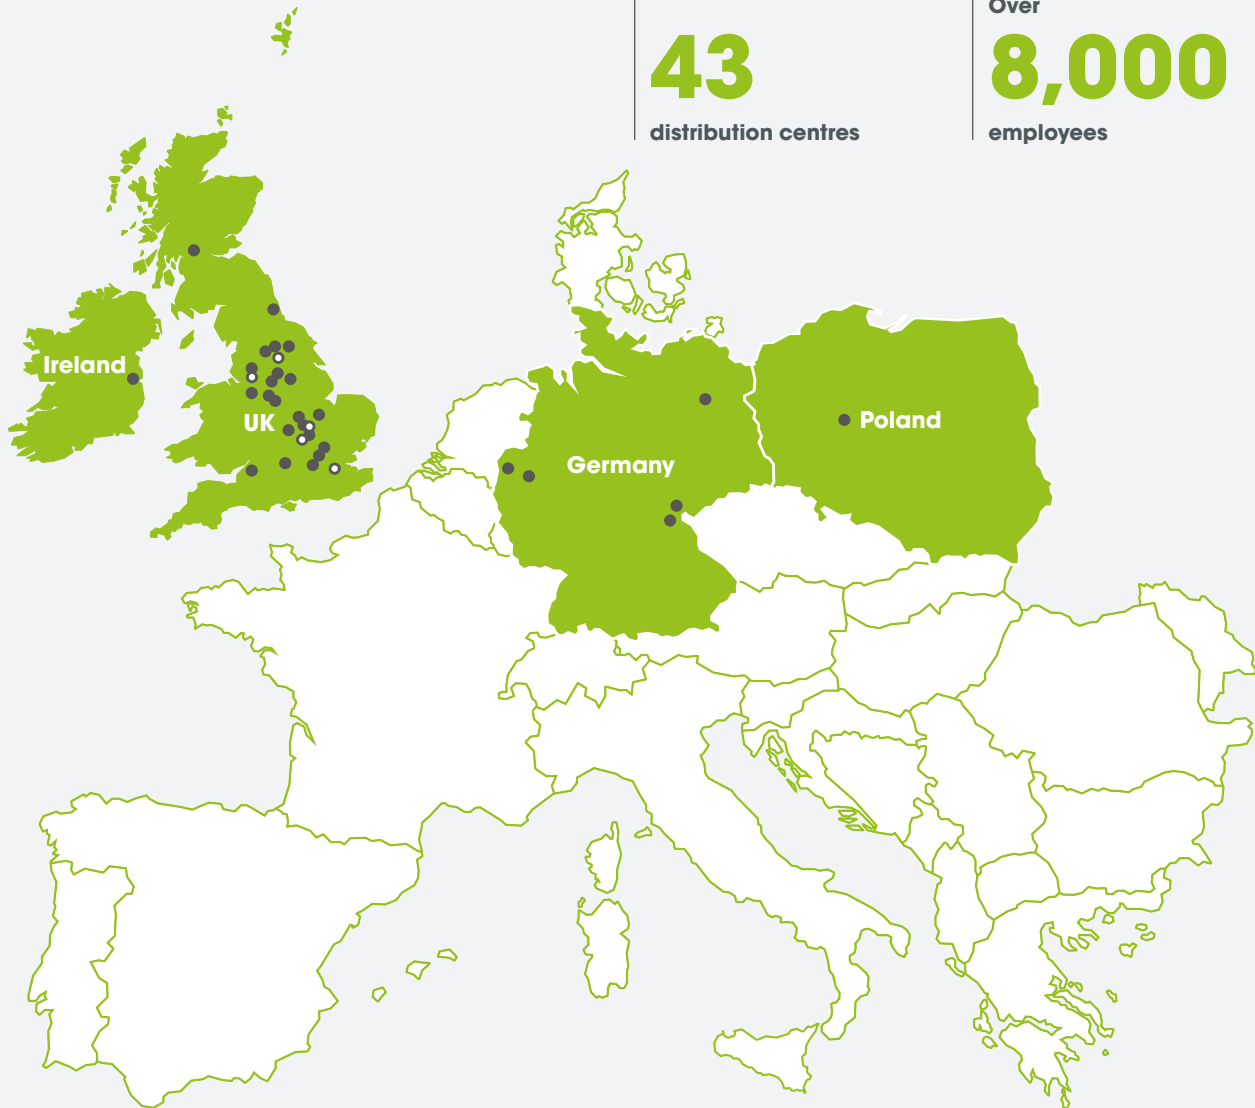 43
distribution centres
Over
8,000
employees
Ireland
UK
Germany
Poland